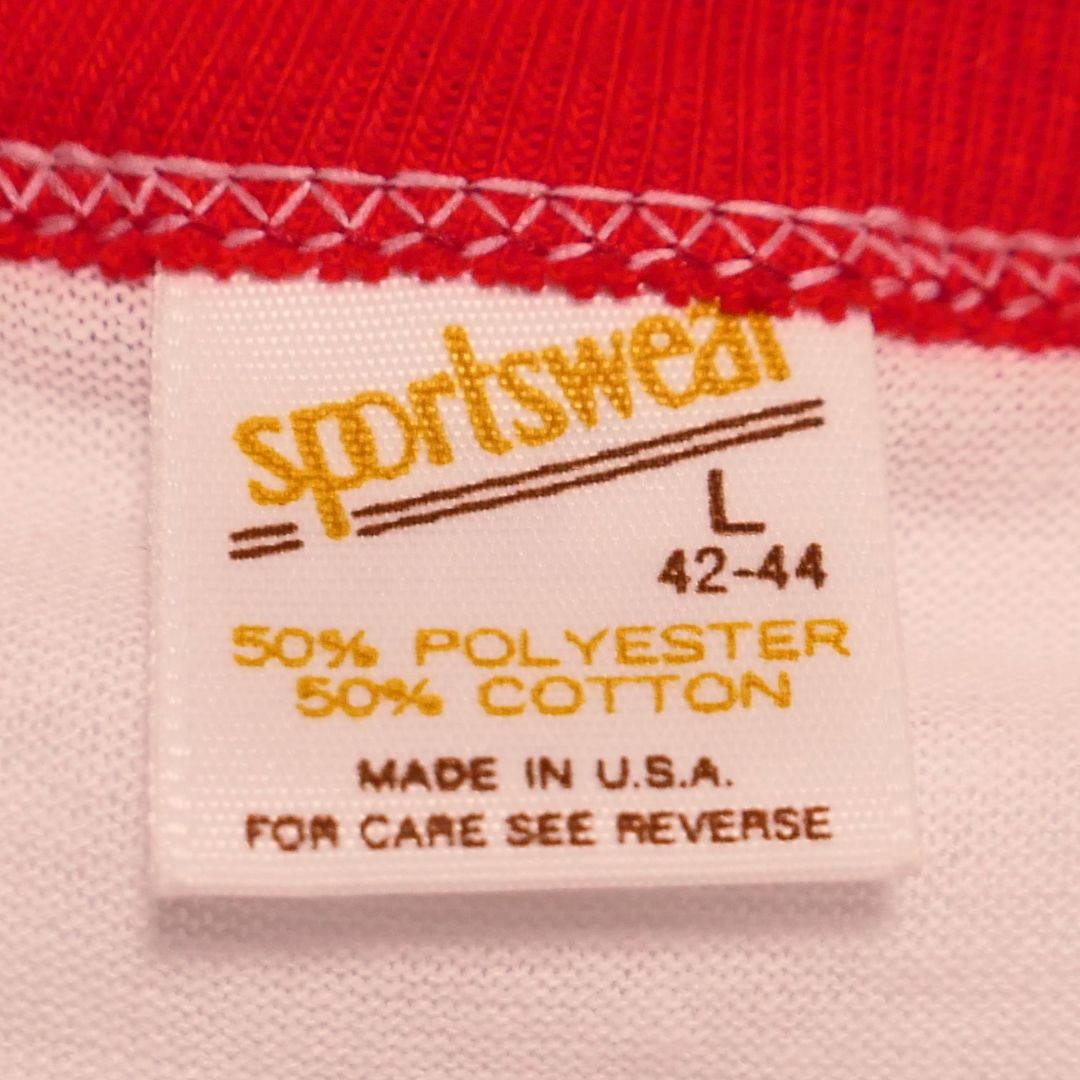 sportswear
L
42-44
50% POLYESTER
50% COTTON
MADE IN U.S.A.
FOR CARE SEE REVERSE